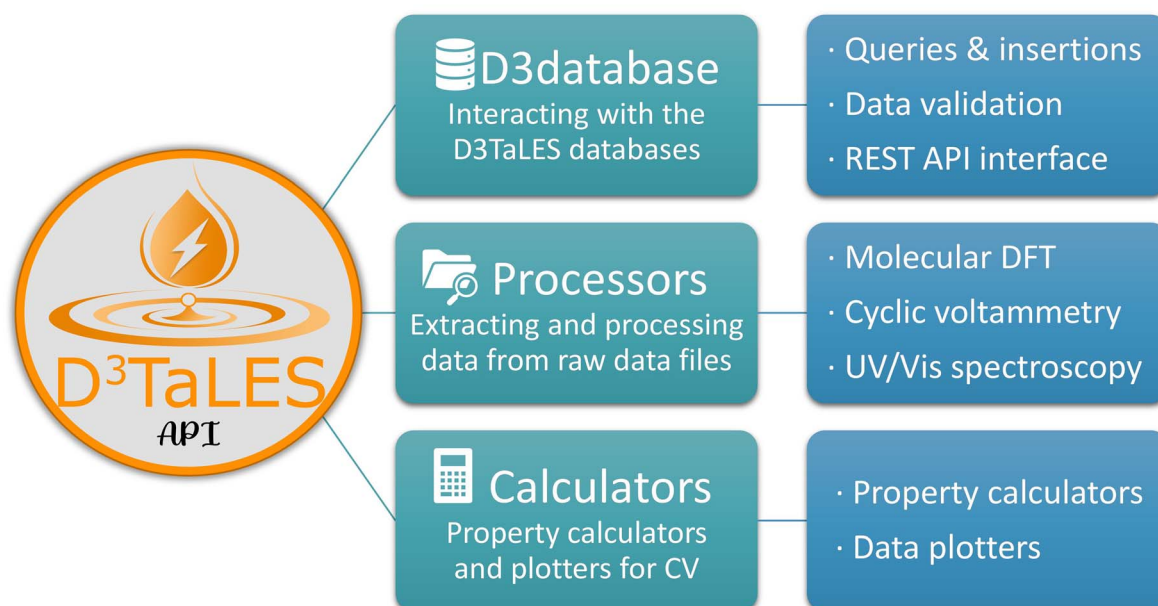 D³TaLES
API
D3database
Interacting with the
D3TaLES databases
· Queries & insertions
· Data validation
· REST API interface
Processors
Extracting and processing
data from raw data files
· Molecular DFT
· Cyclic voltammetry
· UV/Vis spectroscopy
Calculators
Property calculators
and plotters for CV
· Property calculators
· Data plotters